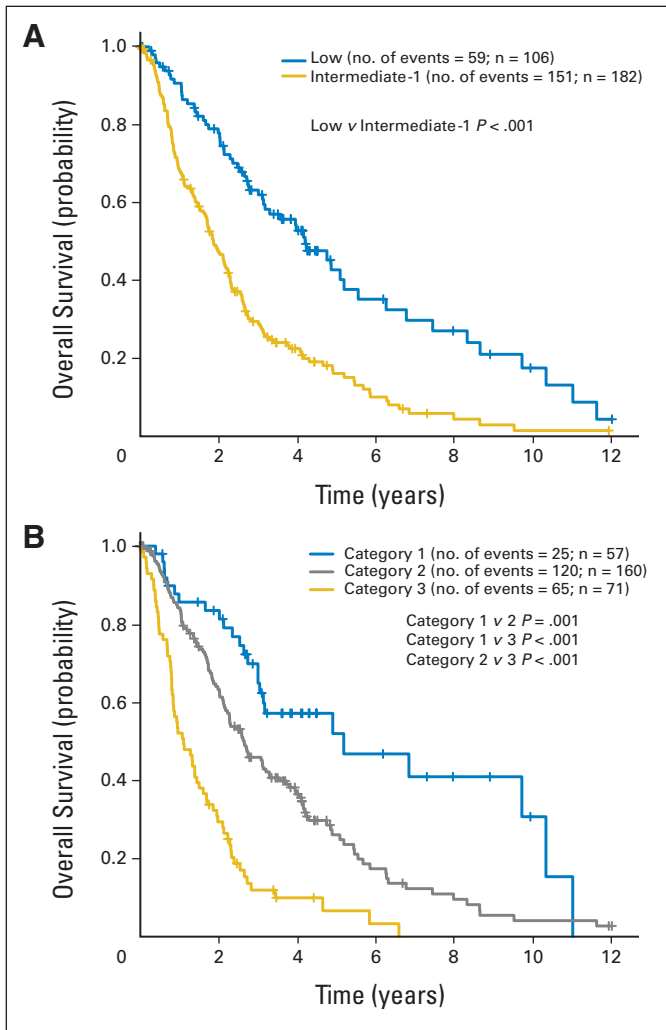 A
Overall Survival (probability)
1.0
0.8
0.6
0.4
0.2
0
2
4
6
8
10
12
Time (years)
Low (no. of events = 59; n = 106)
Intermediate-1 (no. of events = 151; n = 182)
Low v Intermediate-1 P < .001
B
Overall Survival (probability)
1.0
0.8
0.6
0.4
0.2
0
2
4
6
8
10
12
Time (years)
Category 1 (no. of events = 25; n = 57)
Category 2 (no. of events = 120; n = 160)
Category 3 (no. of events = 65; n = 71)
Category 1 v 2 P = .001
Category 1 v 3 P < .001
Category 2 v 3 P < .001